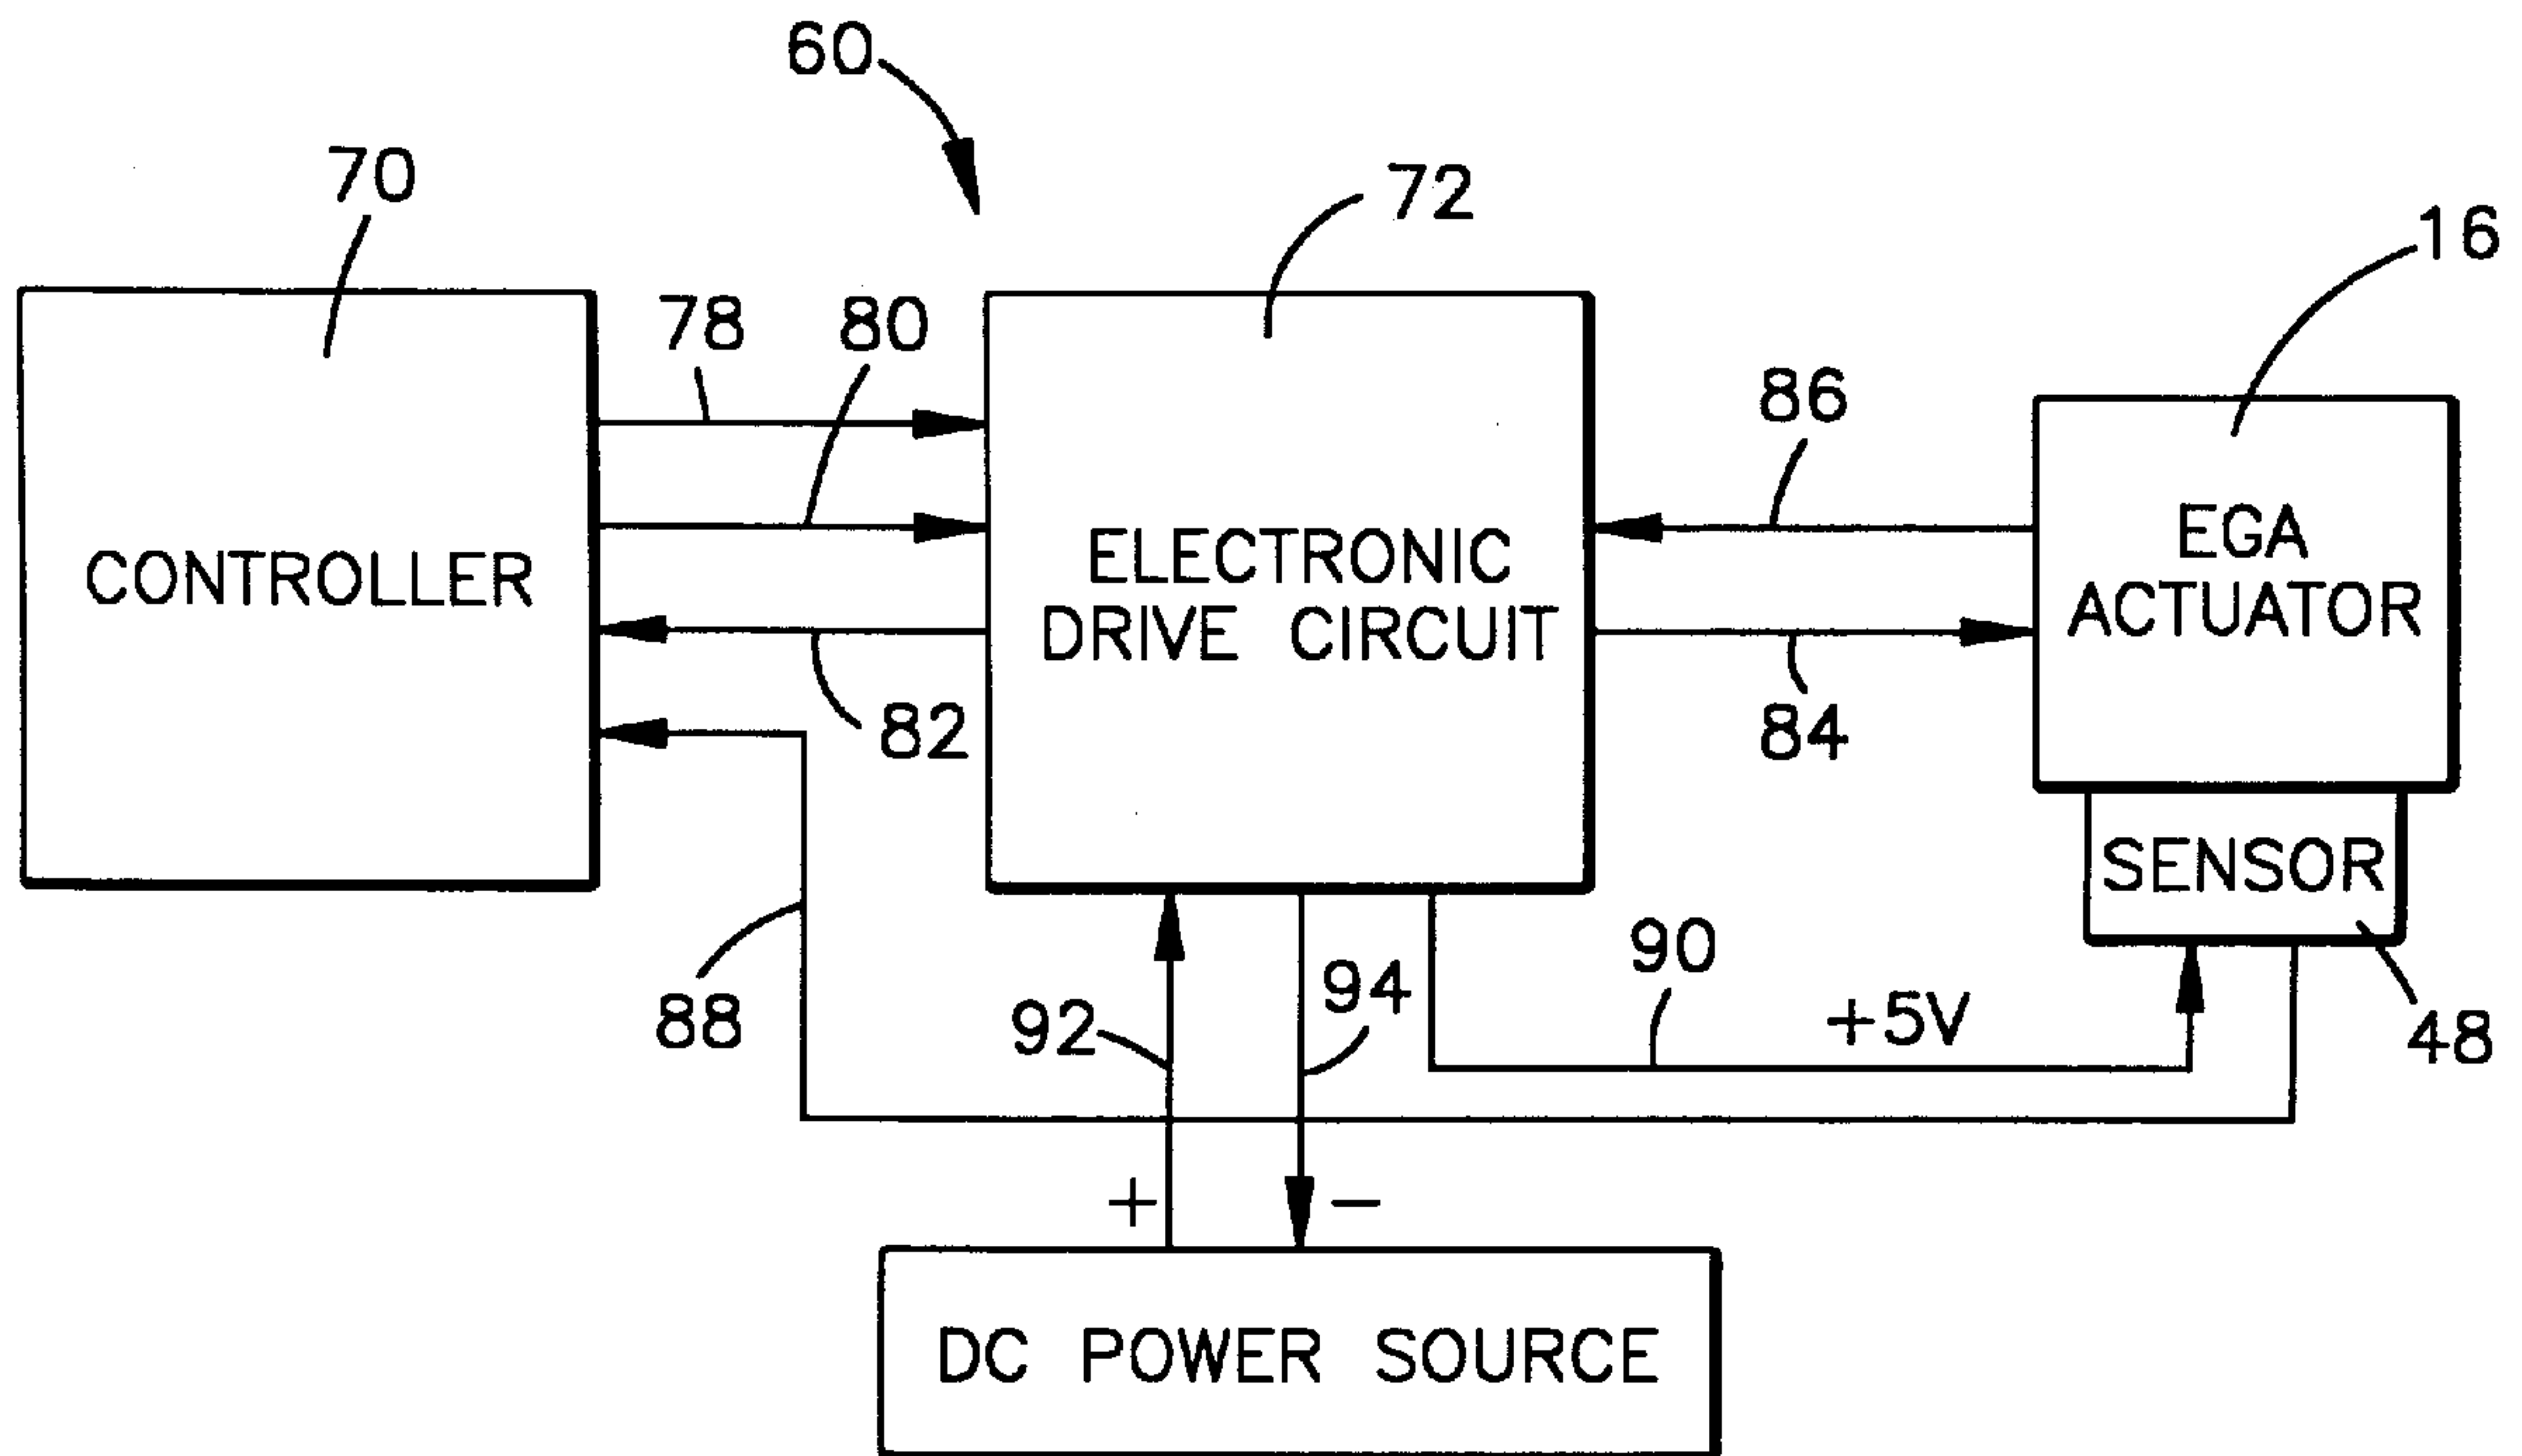 60
70
72
16
78
80
86
CONTROLLER
ELECTRONIC
DRIVE CIRCUIT
EGA
ACTUATOR
82
84
SENSOR
88
92
94
90
+5V
48
+
−
DC POWER SOURCE